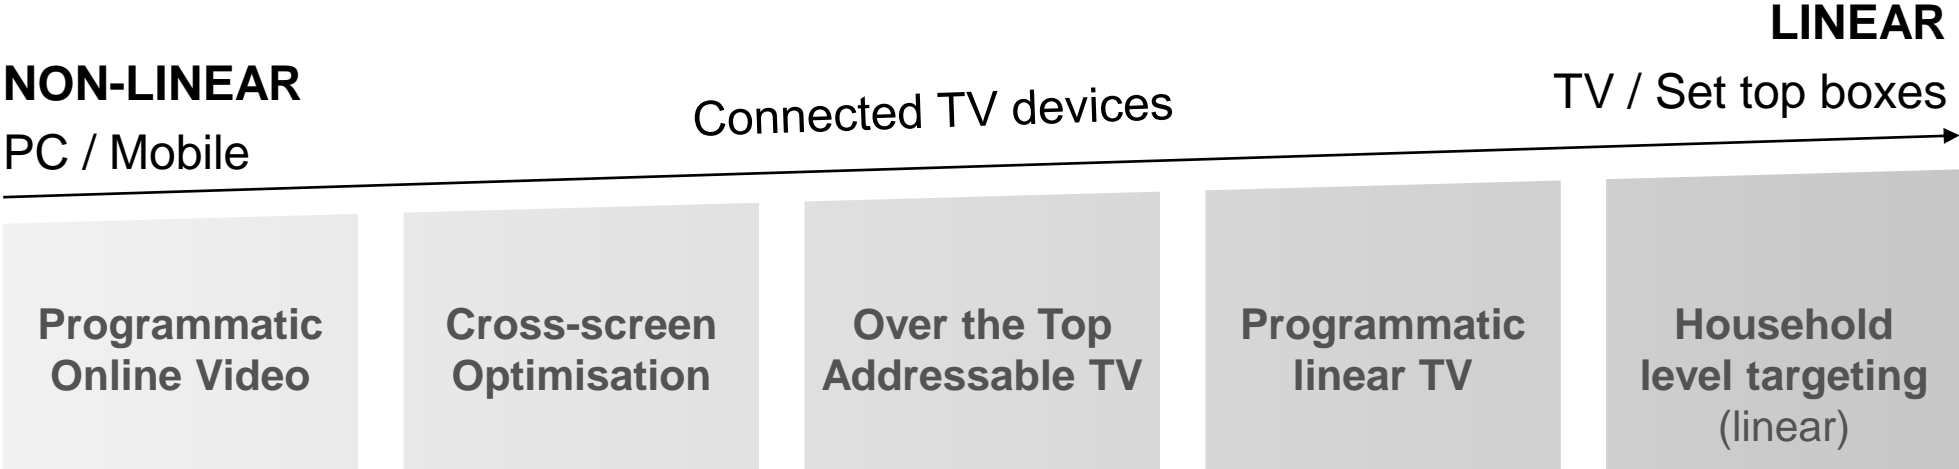 NON-LINEAR
PC / Mobile
Connected TV devices
LINEAR
TV / Set top boxes
Programmatic
Online Video
Cross-screen
Optimisation
Over the Top
Addressable TV
Programmatic
linear TV
Household
level targeting
(linear)